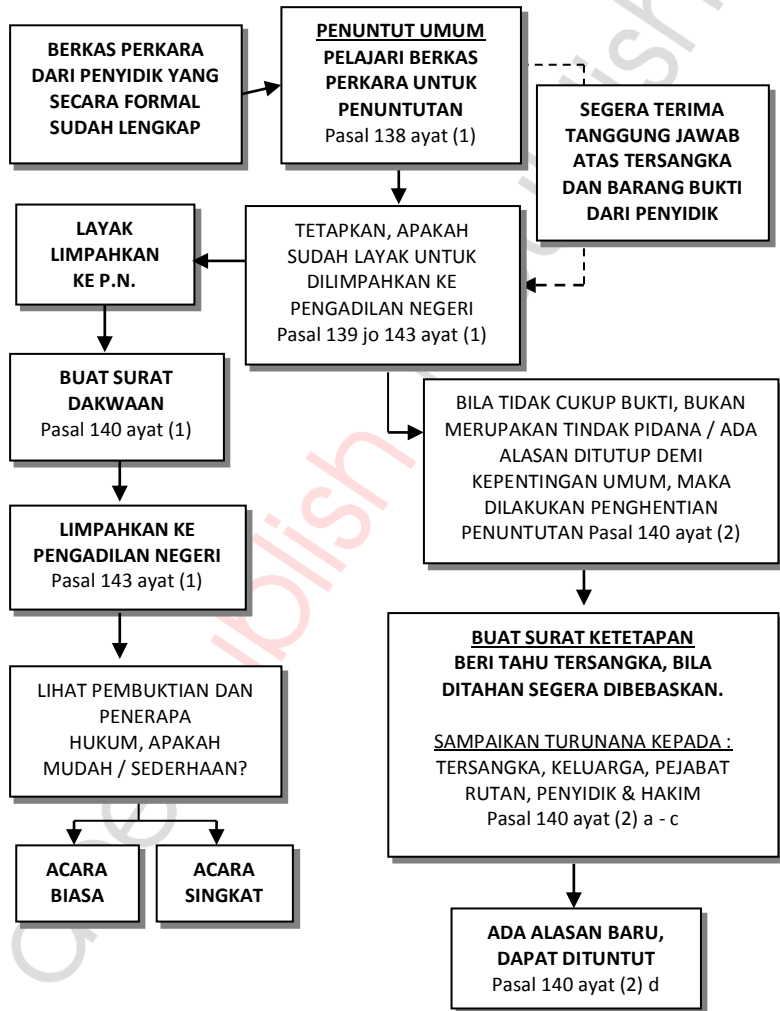 BERKAS PERKARA
DARI PENYIDIK YANG
SECARA FORMAL
SUDAH LENGKAP
PENUNTUT UMUM
PELAJARI BERKAS
PERKARA UNTUK
PENUNTUTAN
Pasal 138 ayat (1)
SEGERA TERIMA
TANGGUNG JAWAB
ATAS TERSANGKA
DAN BARANG BUKTI
DARI PENYIDIK
LAYAK
LIMPAHKAN
KE P.N.
TETAPKAN, APAKAH
SUDAH LAYAK UNTUK
DILIMPAHKAN KE
PENGADILAN NEGERI
Pasal 139 jo 143 ayat (1)
BUAT SURAT
DAKWAAN
Pasal 140 ayat (1)
BILA TIDAK CUKUP BUKTI, BUKAN
MERUPAKAN TINDAK PIDANA / ADA
ALASAN DITUTUP DEMI
KEPENTINGAN UMUM, MAKA
DILAKUKAN PENGHENTIAN
PENUNTUTAN Pasal 140 ayat (2)
LIMPAHKAN KE
PENGADILAN NEGERI
Pasal 143 ayat (1)
BUAT SURAT KETETAPAN
BERI TAHU TERSANGKA, BILA
DITAHAN SEGERA DIBEBASKAN.
SAMPAIKAN TURUNANA KEPADA :
TERSANGKA, KELUARGA, PEJABAT
RUTAN, PENYIDIK & HAKIM
Pasal 140 ayat (2) a - c
LIHAT PEMBUKTIAN DAN
PENERAPA
HUKUM, APAKAH
MUDAH / SEDERHAAN?
ACARA
BIASA
ACARA
SINGKAT
ADA ALASAN BARU,
DAPAT DITUNTUT
Pasal 140 ayat (2) d